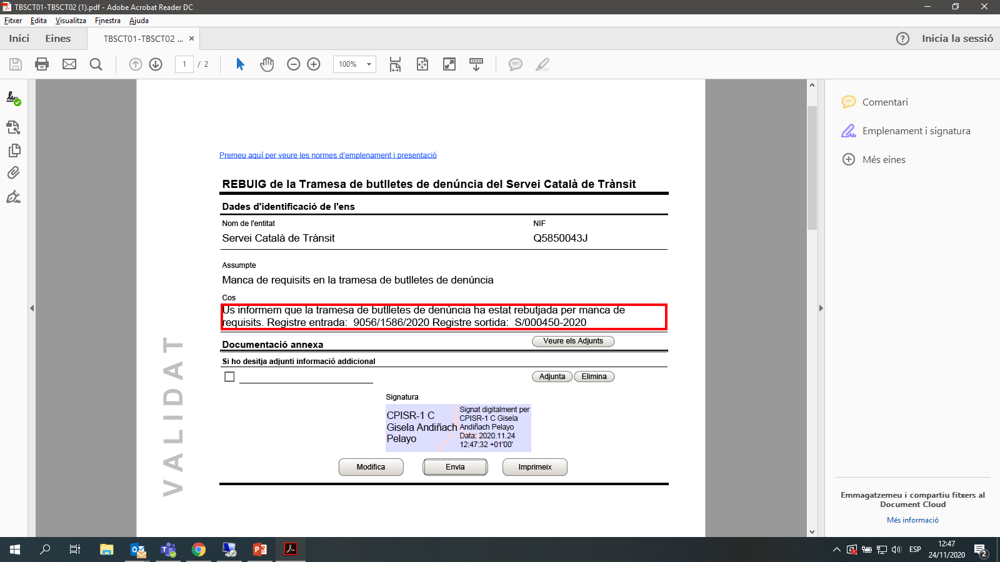 TBSCT01-TBSCT02 (1).pdf - Adobe Acrobat Reader DC
Fitxer Edita Visualitza Finestra Ajuda
Inici Eines TBSCT01-TBSCT02 ... × Inicia la sessió
1 / 2 100%
Comentari
Emplenament i signatura
Més eines
Premeu aquí per veure les normes d'emplenament i presentació
REBUIG de la Tramesa de butlletes de denúncia del Servei Català de Trànsit
Dades d'identificació de l'ens
Nom de l'entitat NIF
Servei Català de Trànsit Q5850043J
Assumpte
Manca de requisits en la tramesa de butlletes de denúncia
Cos
Us informem que la tramesa de butlletes de denúncia ha estat rebutjada per manca de
requisits. Registre entrada: 9056/1586/2020 Registre sortida: S/000450-2020
Documentació annexa Veure els Adjunts
Si ho desitja adjunti informació addicional
Adjunta Elimina
Signatura
CPISR-1 C
Gisela Andiñach
Pelayo
Signat digitalment per
CPISR-1 C Gisela
Andiñach Pelayo
Data: 2020.11.24
12:47:32 +01'00'
Modifica Envia Imprimeix
VALIDAT
Emmagatzemeu i compartiu fitxers al
Document Cloud
Més informació
ESP
12:47
24/11/2020
2